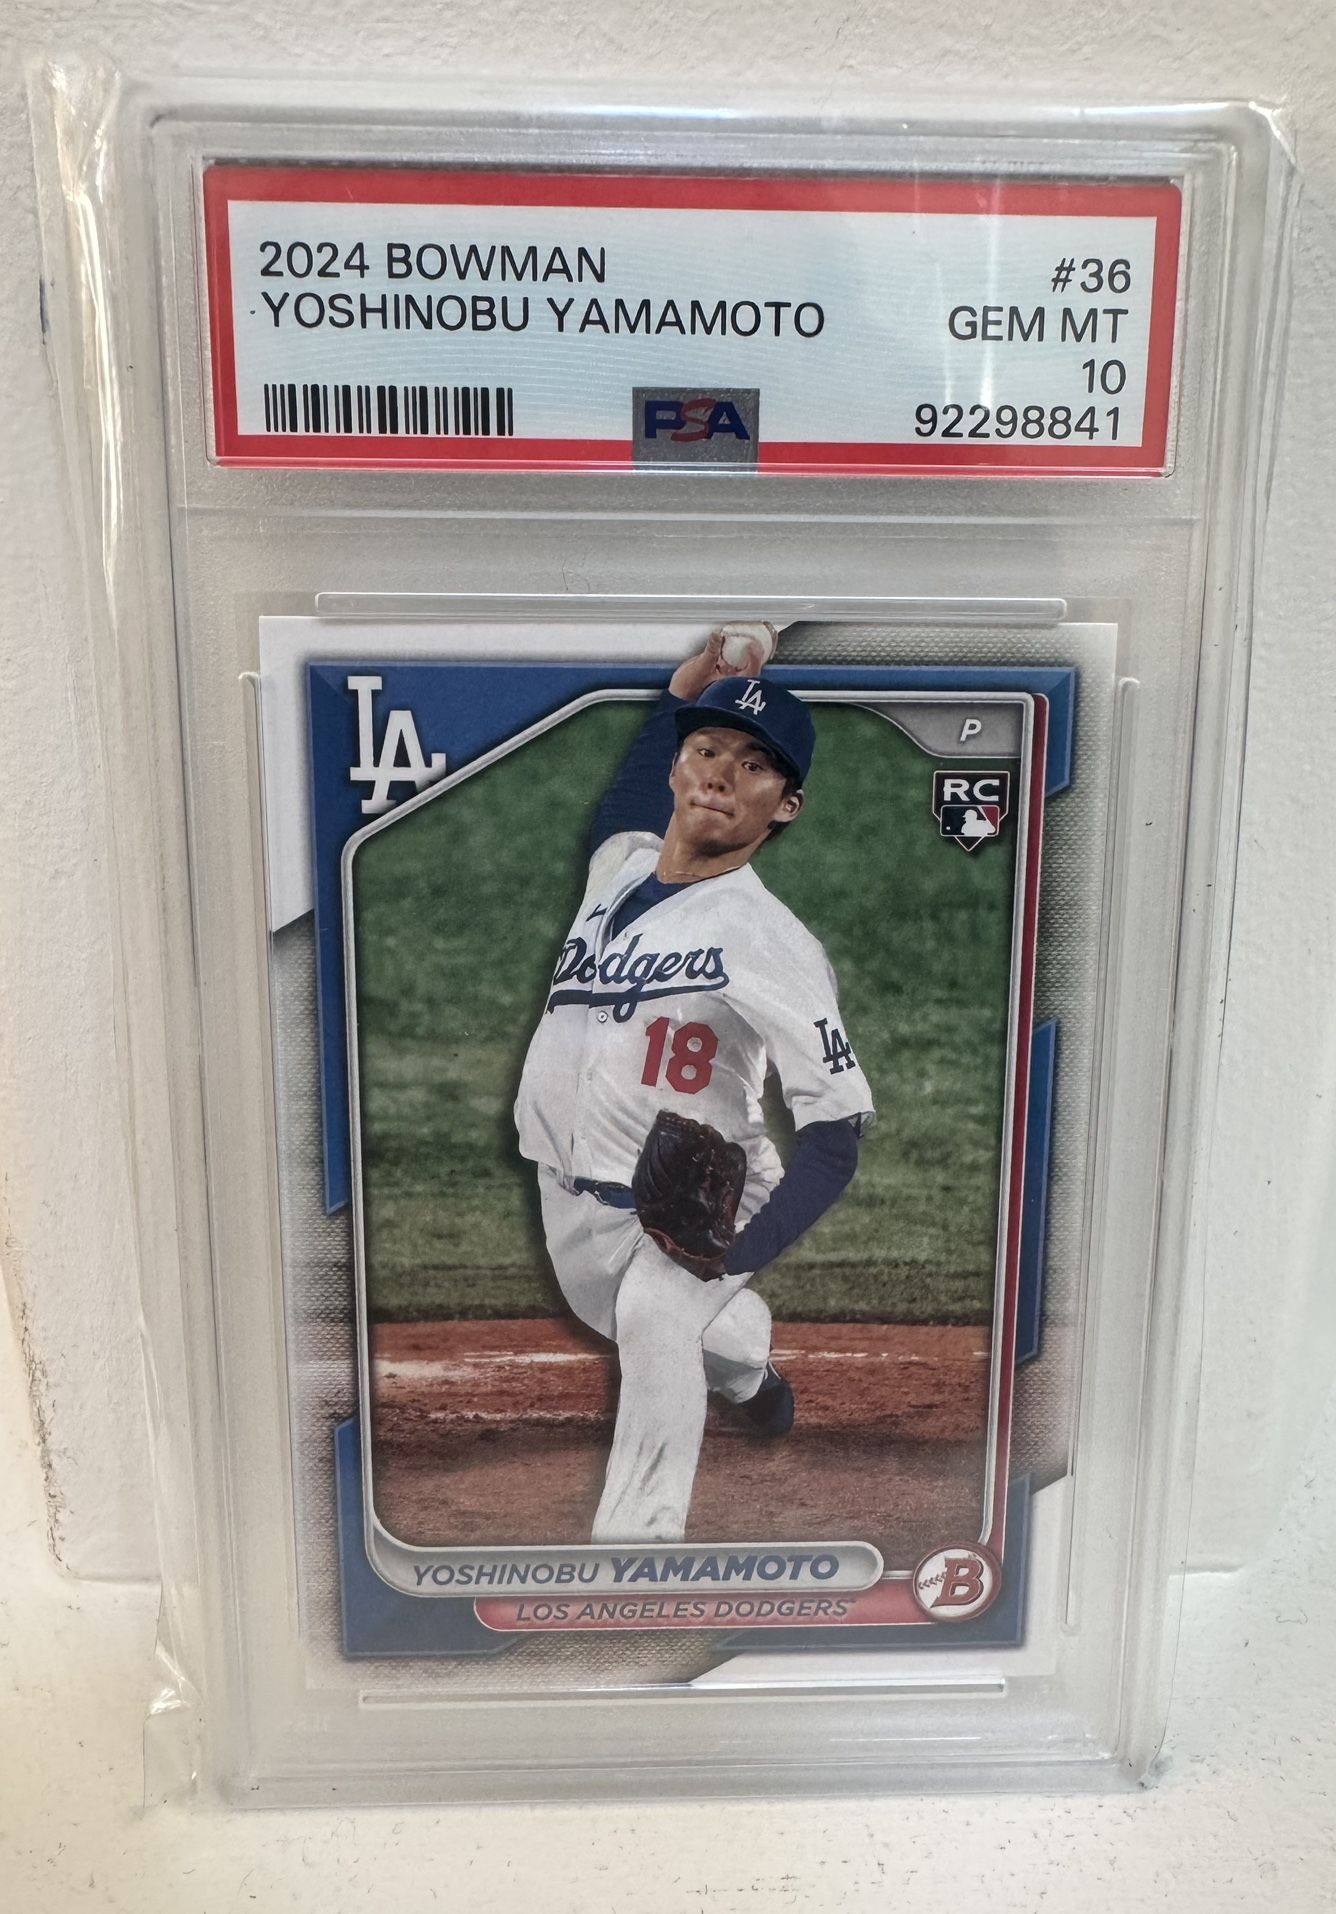 2024 BOWMAN
YOSHINOBU YAMAMOTO
#36
GEM MT
10
92298841
PSA
LA
LA
P
RC
Dodgers
18
LA
YOSHINOBU YAMAMOTO
LOS ANGELES DODGERS
B